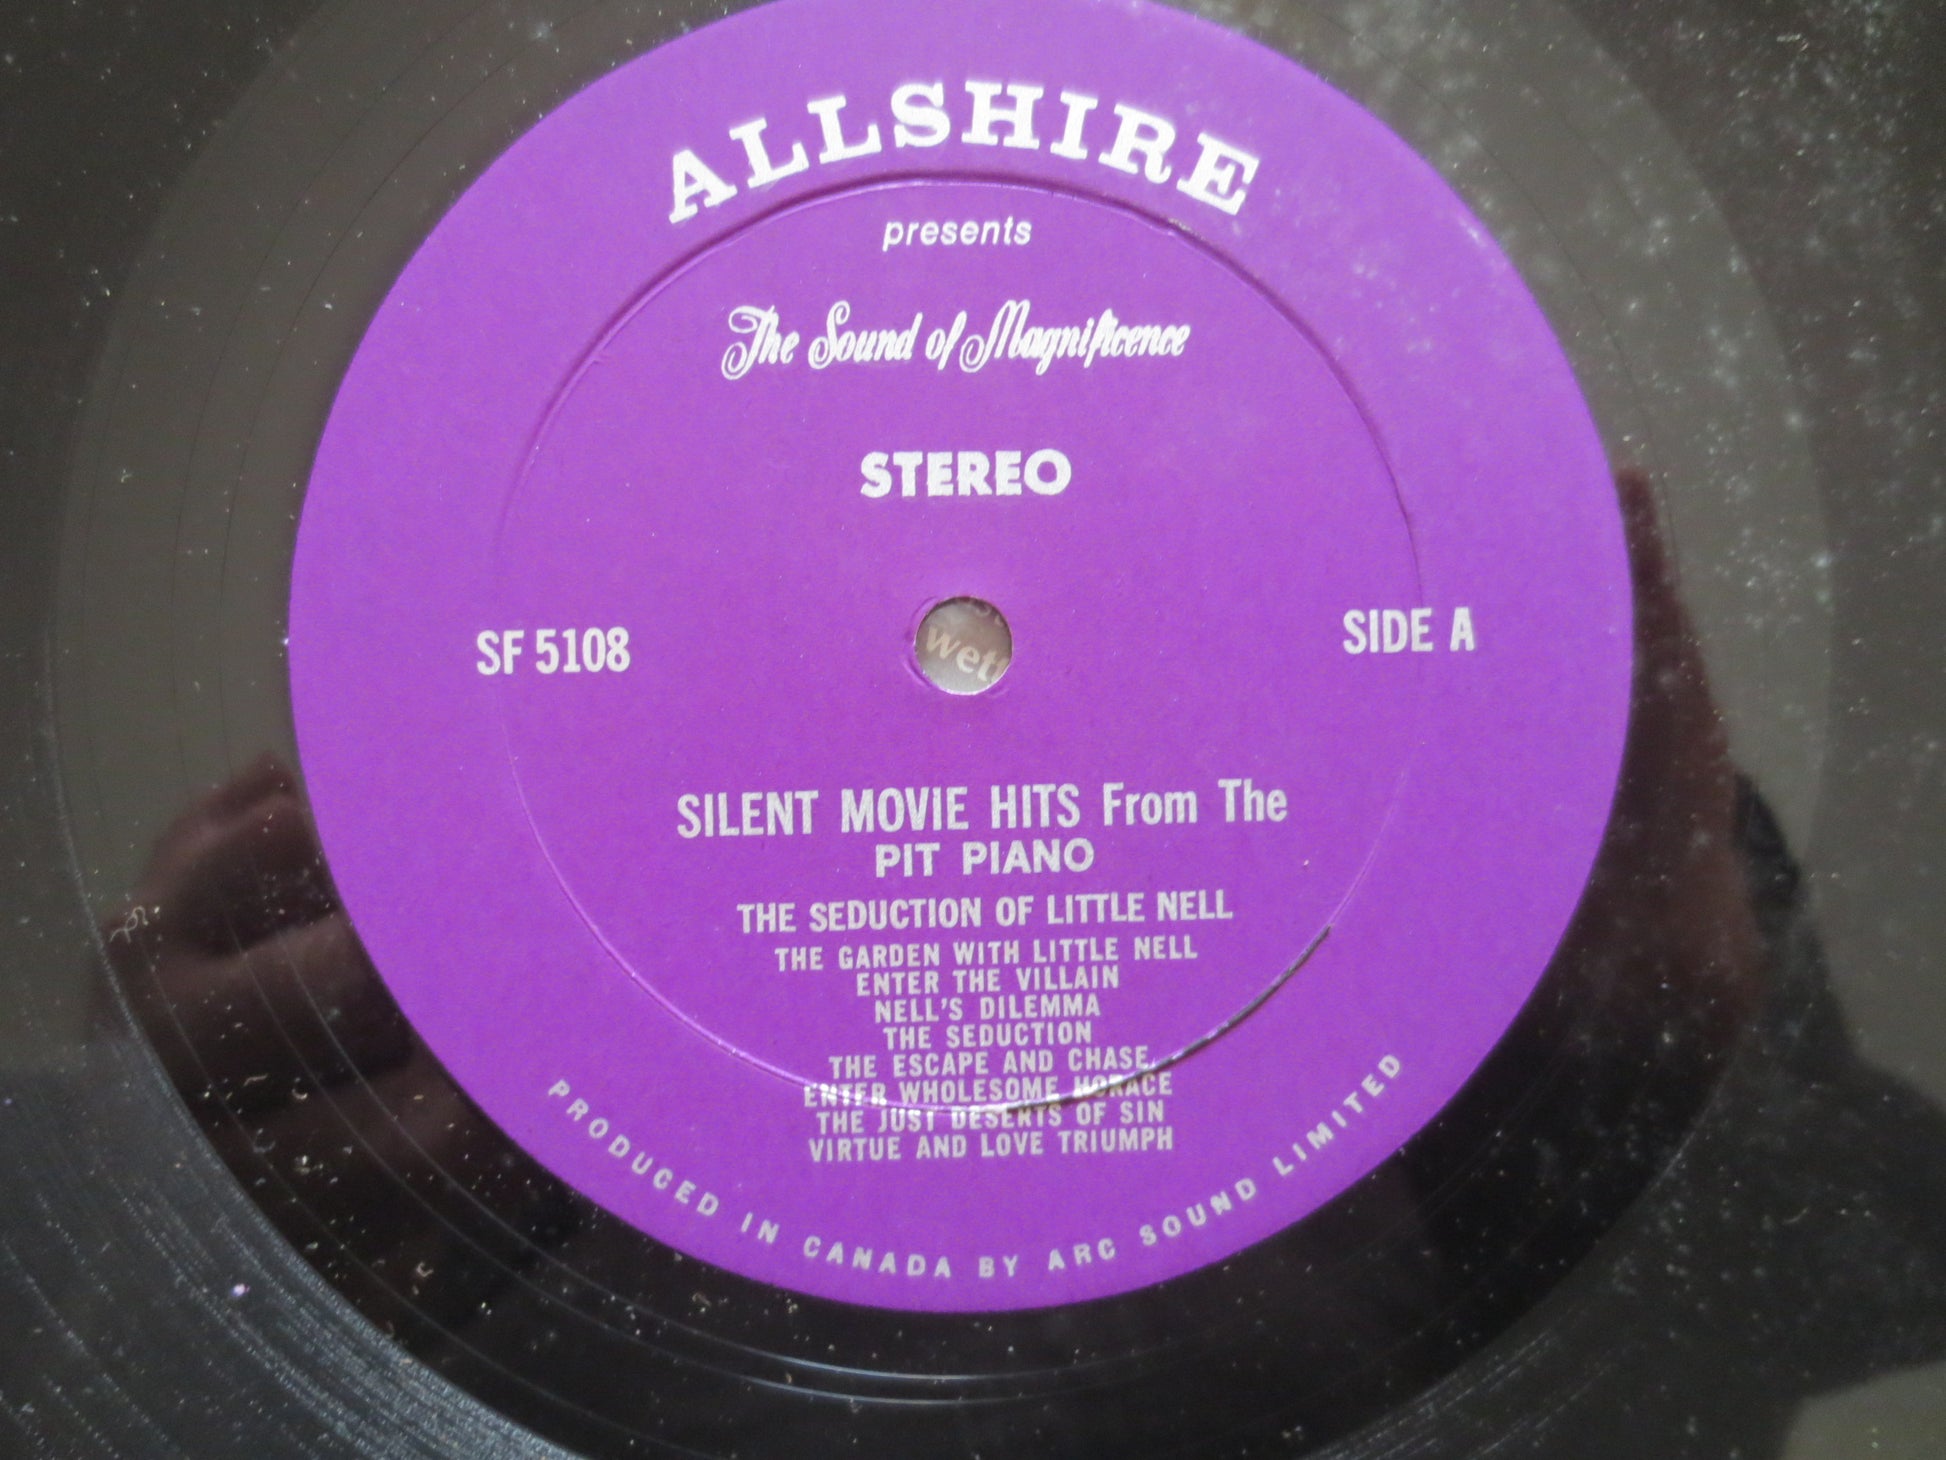 ALLSHIRE
presents
The Sound of Magnificence
STEREO
SF 5108
SIDE A
SILENT MOVIE HITS From The
PIT PIANO
THE SEDUCTION OF LITTLE NELL
THE GARDEN WITH LITTLE NELL
ENTER THE VILLAIN
NELL'S DILEMMA
THE SEDUCTION
THE ESCAPE AND CHASE
ENTER WHOLESOME HORACE
THE JUST DESERTS OF SIN
VIRTUE AND LOVE TRIUMPH
PRODUCED IN CANADA BY ARC SOUND LIMITED